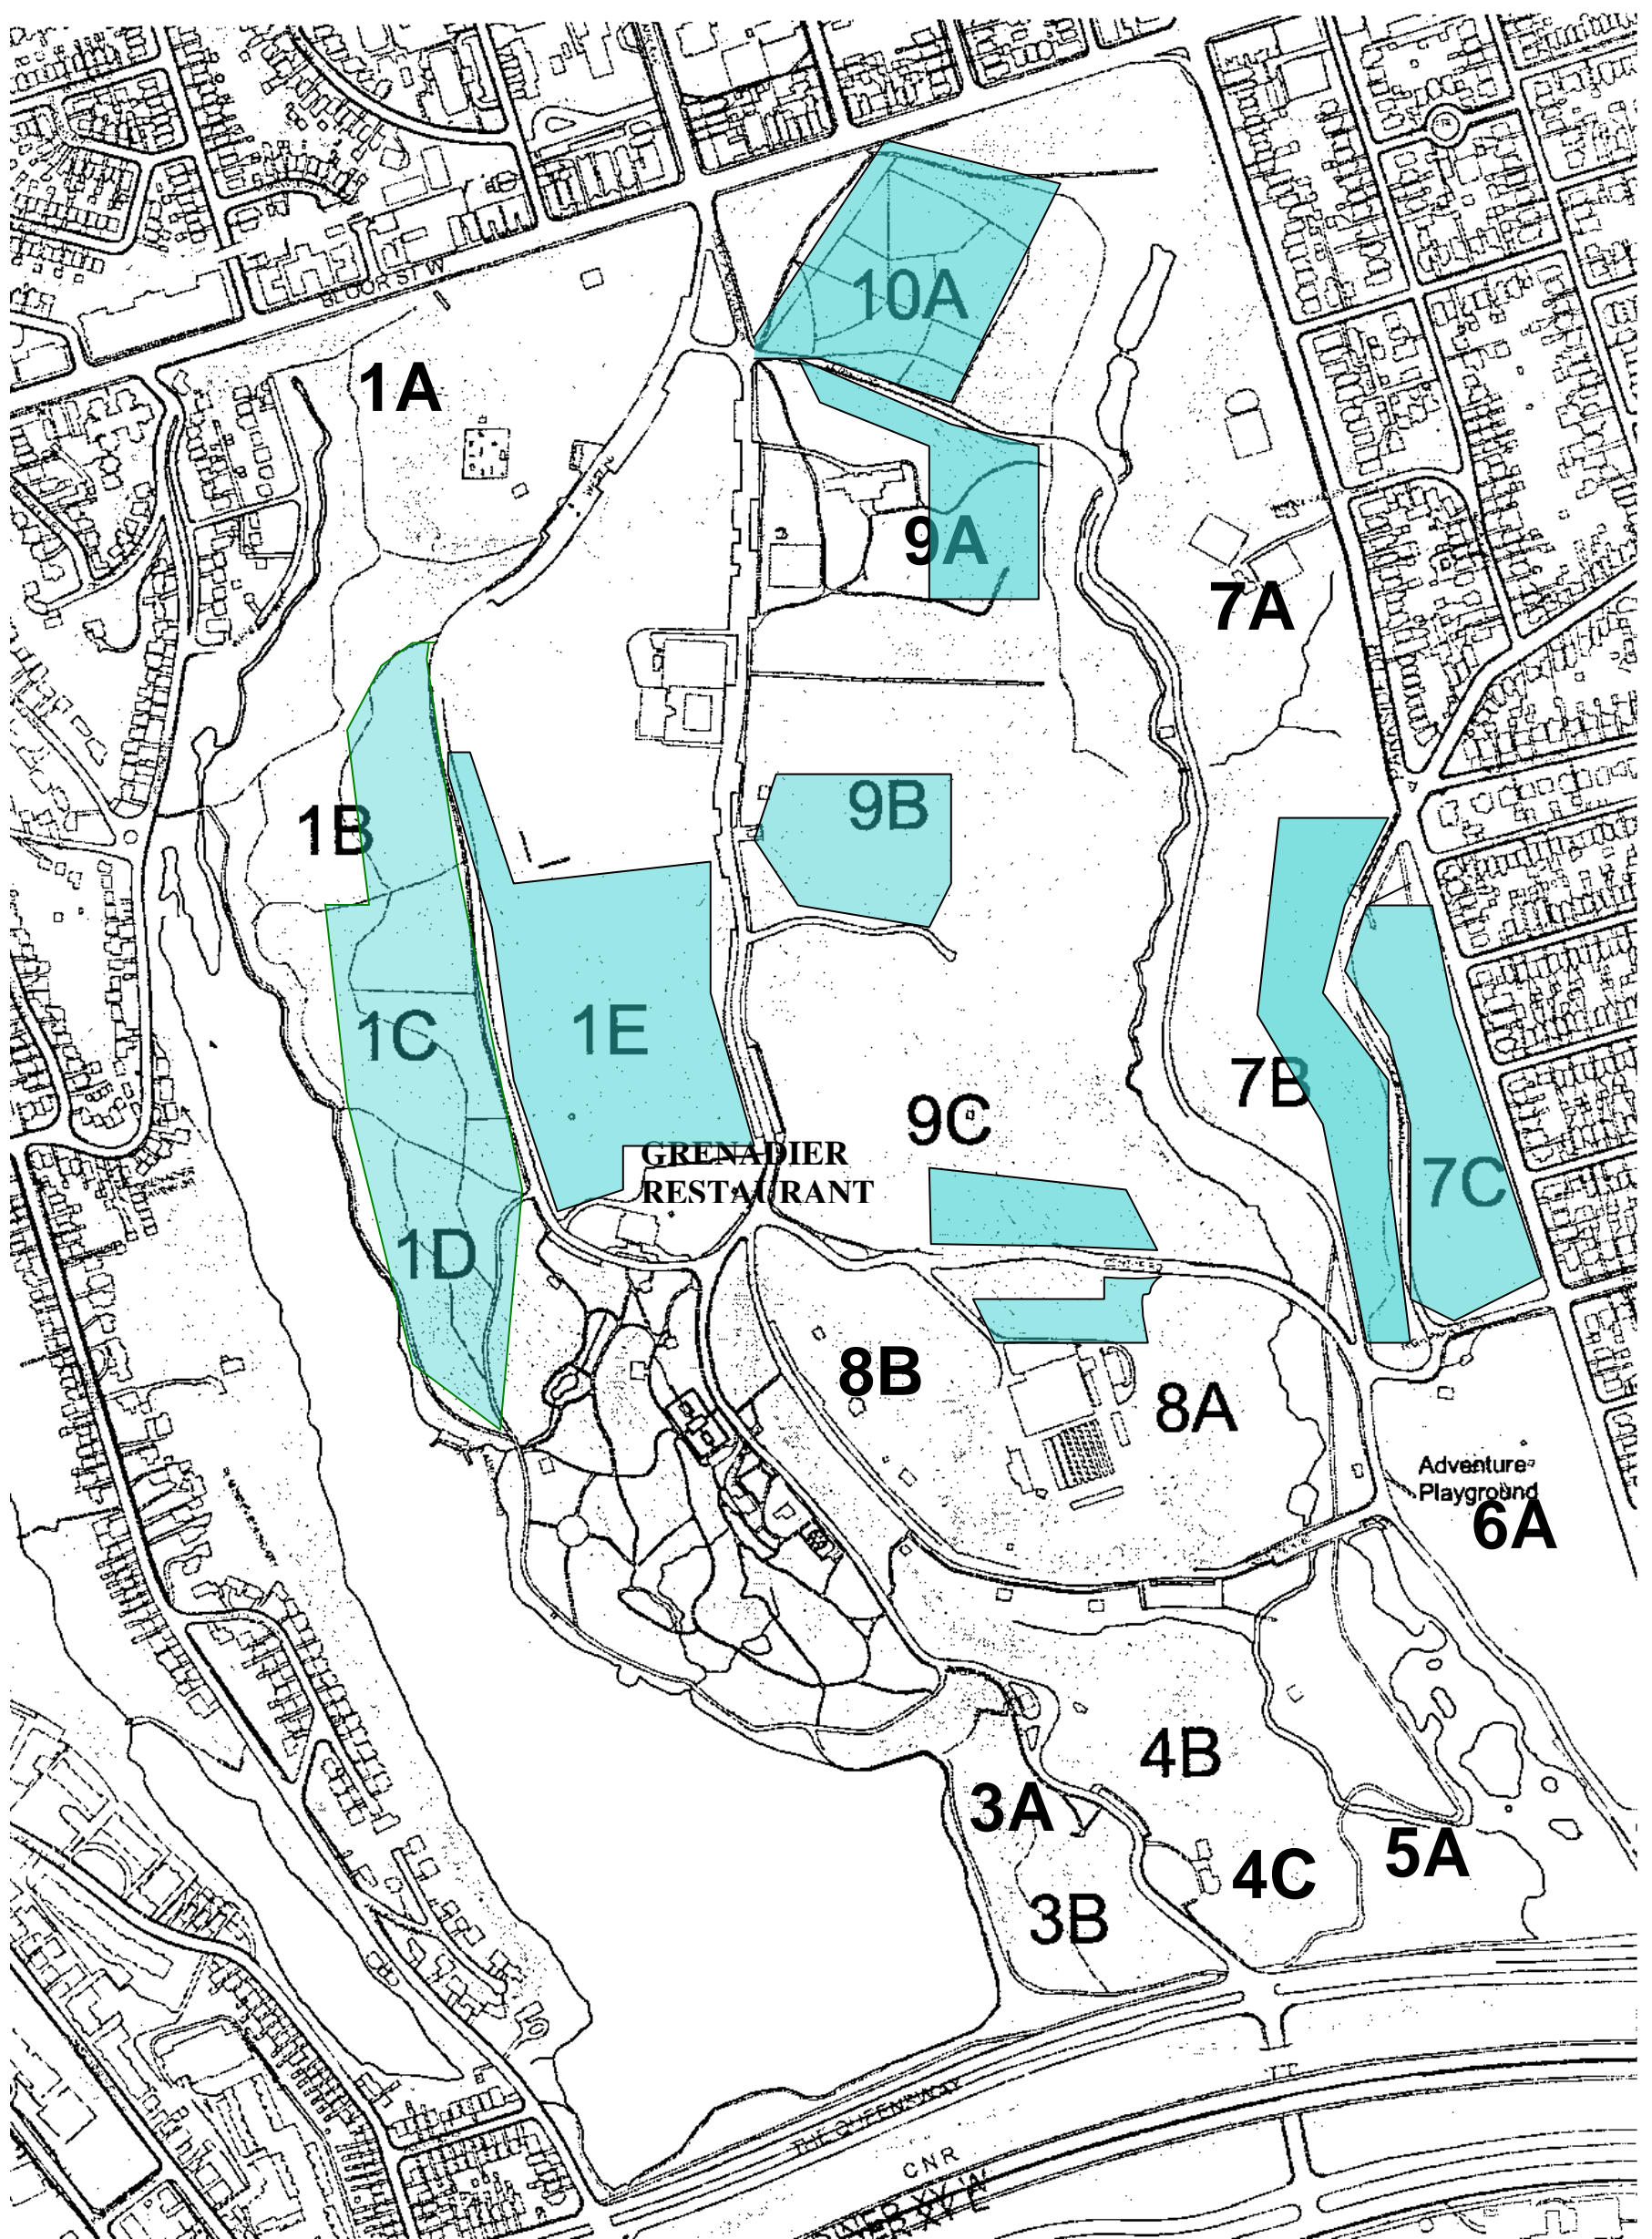 BLOOR ST W
10A
1A
9A
7A
9B
1B
1C
1E
7B
9C
GRENADIER
RESTAURANT
7C
1D
8B
8A
Adventure
Playground
6A
4B
3A
5A
4C
3B
THE QUEENSWAY
CNR